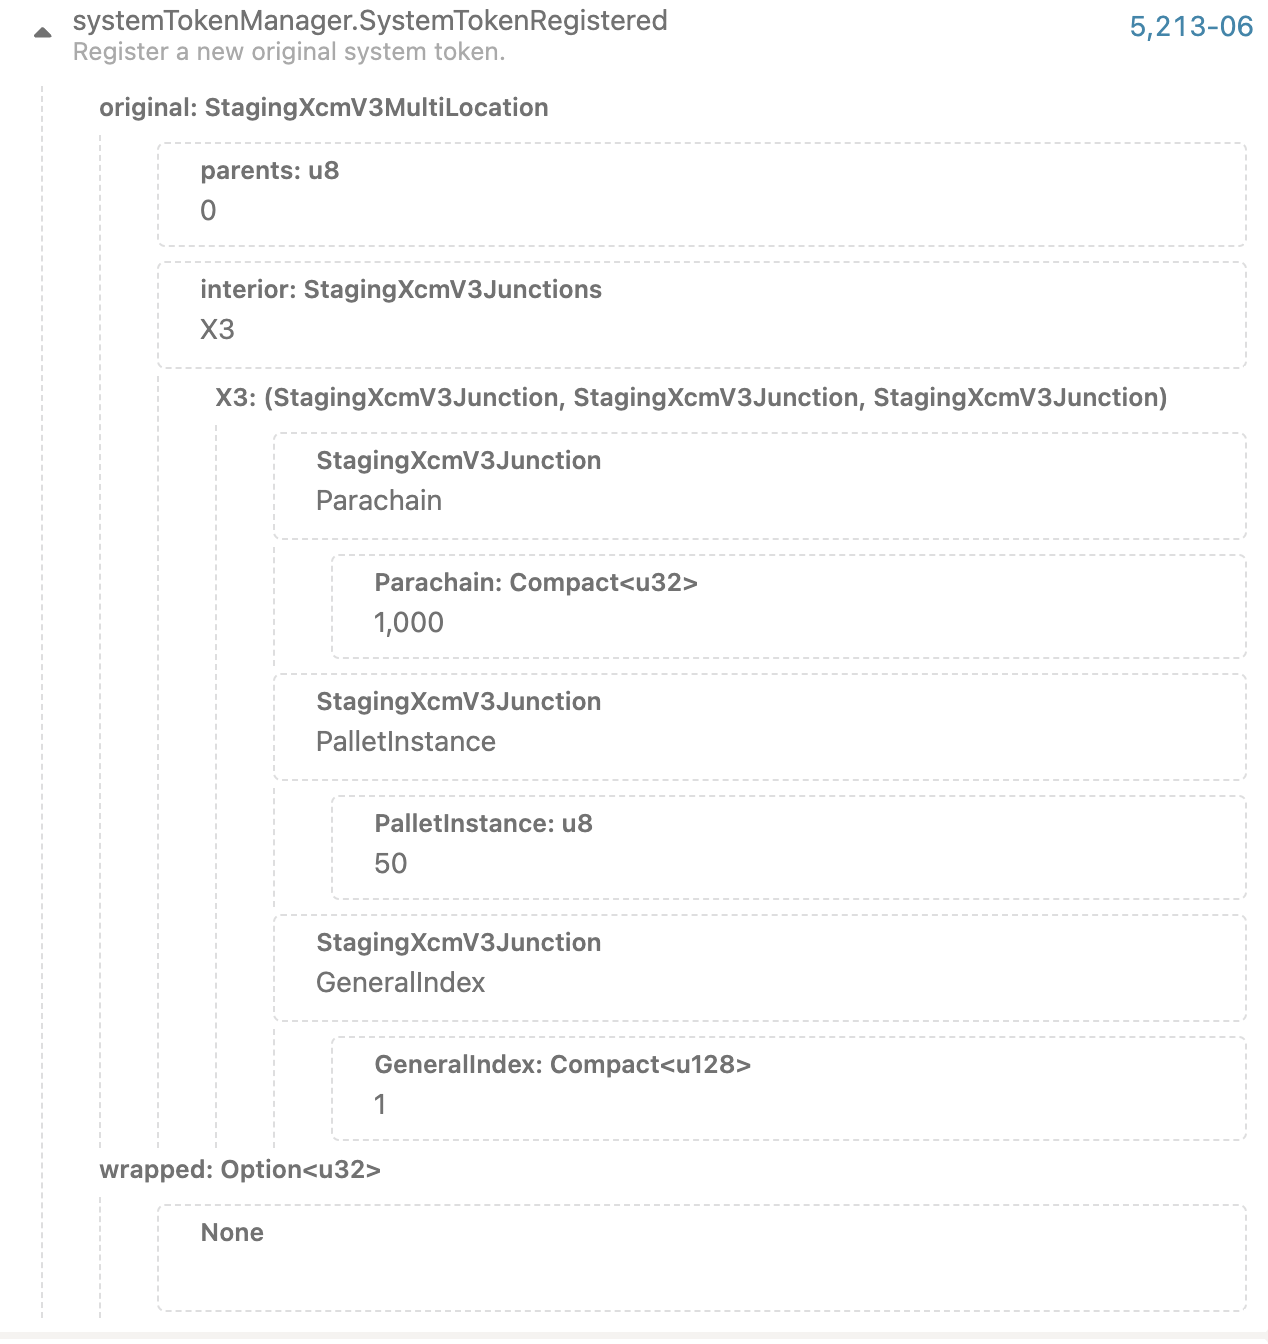 systemTokenManager.SystemTokenRegistered
5,213-06
Register a new original system token.
original: StagingXcmV3MultiLocation
parents: u8
0
interior: StagingXcmV3Junctions
X3
X3: (StagingXcmV3Junction, StagingXcmV3Junction, StagingXcmV3Junction)
StagingXcmV3Junction
Parachain
Parachain: Compact<u32>
1,000
StagingXcmV3Junction
PalletInstance
PalletInstance: u8
50
StagingXcmV3Junction
GeneralIndex
GeneralIndex: Compact<u128>
1
wrapped: Option<u32>
None